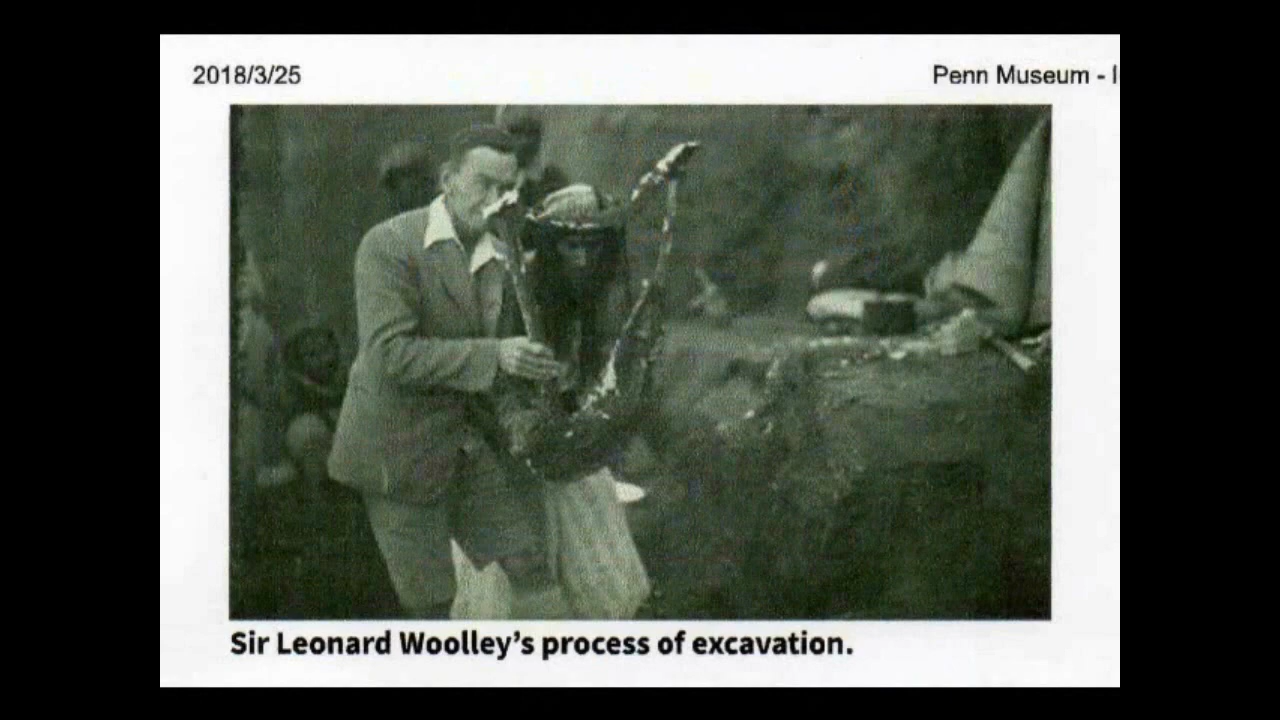 2018/3/25
Penn Museum -
Sir Leonard Woolley's process of excavation.